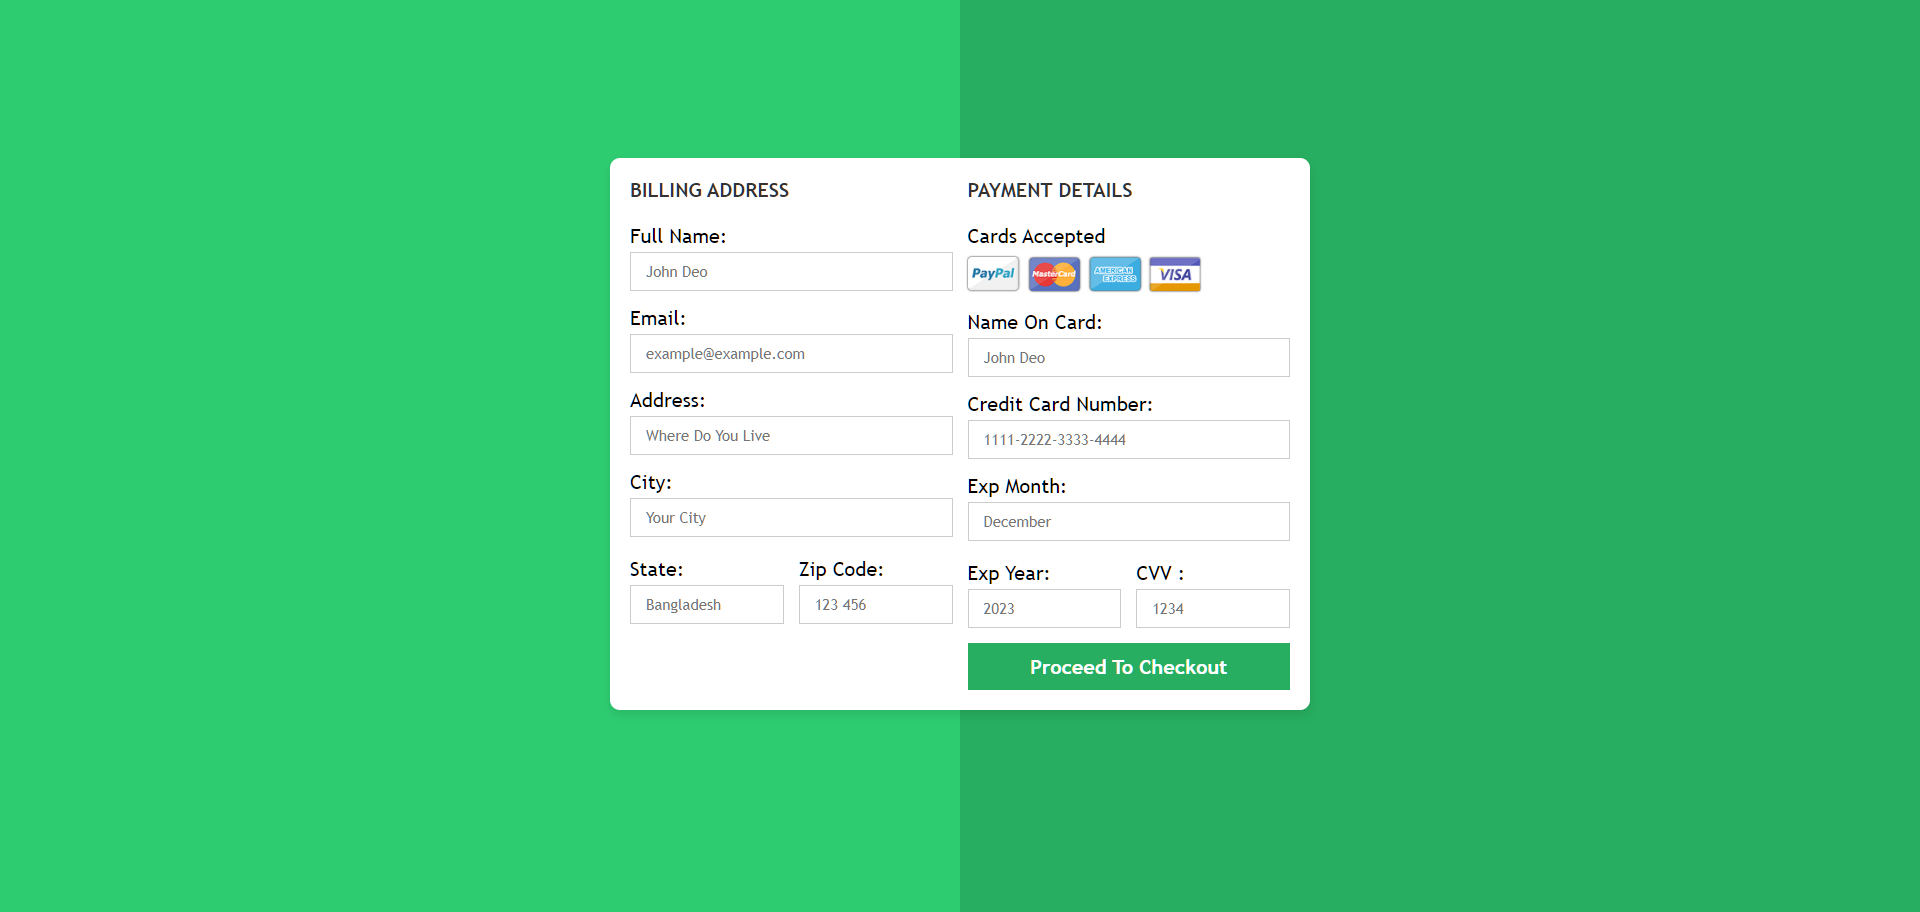 BILLING ADDRESS
Full Name:
John Deo
Email:
example@example.com
Address:
Where Do You Live
City:
Your City
State:
Zip Code:
Bangladesh
123 456
PAYMENT DETAILS
Cards Accepted
PayPal
MasterCard
AMERICAN
EXPRESS
VISA
Name On Card:
John Deo
Credit Card Number:
1111-2222-3333-4444
Exp Month:
December
Exp Year:
CVV :
2023
1234
Proceed To Checkout